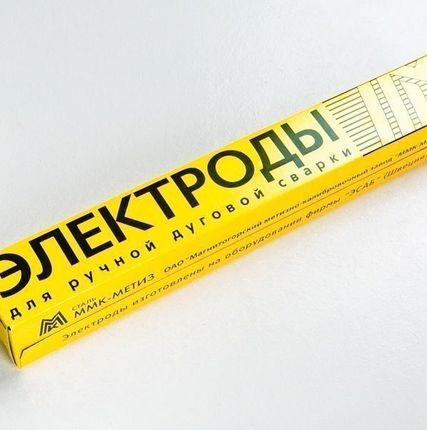 ЭЛЕКТРОДЫ
для ручной дуговой сварки
СТАЛЬ
ММК-МЕТИЗ ОАО "Магнитогорский метизно-калибровочный завод "ММК-М
Электроды изготовлены на оборудовании фирмы "ЭСАБ" (Швеция